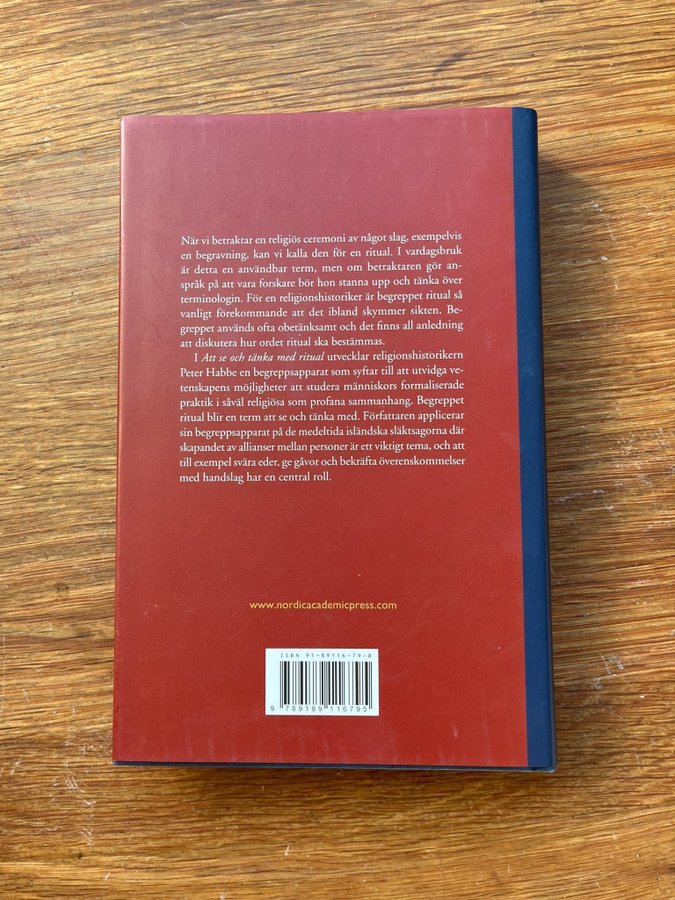 När vi betraktar en religiös ceremoni av något slag, exempelvis
en begravning, kan vi kalla den för en ritual. I vardagsbruk
är detta en användbar term, men om betraktaren gör an-
språk på att vara forskare bör hon stanna upp och tänka över
terminologin. För en religionshistoriker är begreppet ritual så
vanligt förekommande att det ibland skymmer sikten. Be-
greppet används ofta obetänksamt och det finns all anledning
att diskutera hur ordet ritual ska bestämmas.
I Att se och tänka med ritual utvecklar religionshistorikern
Peter Habbe en begreppsapparat som syftar till att utvidga ve-
tenskapens möjligheter att studera människors formaliserade
praktik i såväl religiösa som profana sammanhang. Begreppet
ritual blir en term att se och tänka med. Författaren applicerar
sin begreppsapparat på de medeltida isländska släktsagorna där
skapandet av allianser mellan personer är ett viktigt tema, och att
till exempel svära eder, ge gåvor och bekräfta överenskommelser
med handslag har en central roll.
www.nordicacademicpress.com
ISBN 91-89116-79-8
9 789189 116795